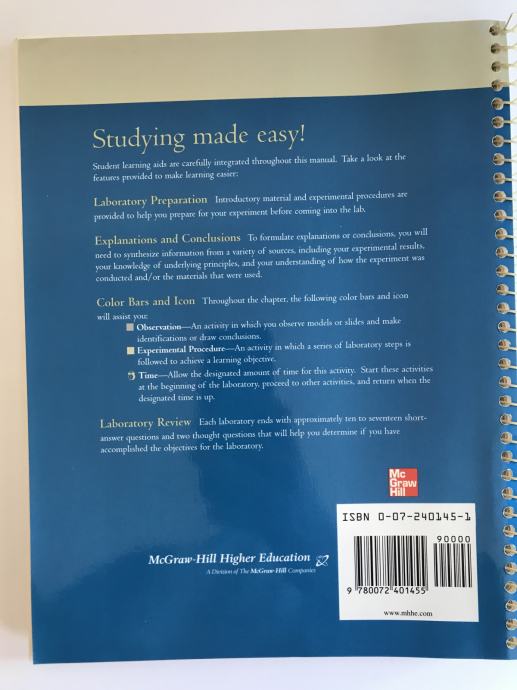 Studying made easy!
Student learning aids are carefully integrated throughout this manual. Take a look at the
features provided to make learning easier:
Laboratory Preparation Introductory material and experimental procedures are
provided to help you prepare for your experiment before coming into the lab.
Explanations and Conclusions To formulate explanations or conclusions, you will
need to synthesize information from a variety of sources, including your experimental results,
your knowledge of underlying principles, and your understanding of how the experiment was
conducted and/or the materials that were used.
Color Bars and Icon Throughout the chapter, the following color bars and icon
will assist you:
Observation—An activity in which you observe models or slides and make
identifications or draw conclusions.
Experimental Procedure—An activity in which a series of laboratory steps is
followed to achieve a learning objective.
Time—Allow the designated amount of time for this activity. Start these activities
at the beginning of the laboratory, proceed to other activities, and return when the
designated time is up.
Laboratory Review Each laboratory ends with approximately ten to seventeen short-
answer questions and two thought questions that will help you determine if you have
accomplished the objectives for the laboratory.
Mc
Graw
Hill
ISBN 0-07-240145-1
90000
9 780072 401455
www.mhhe.com
McGraw-Hill Higher Education
A Division of The McGraw-Hill Companies